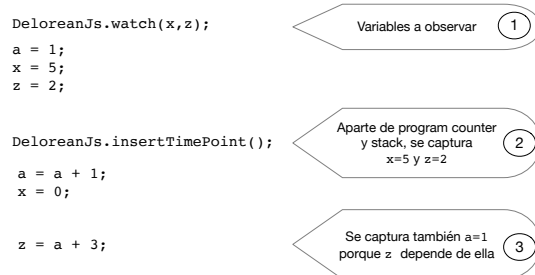 DeloreanJs.watch(x,z);
Variables a observar
1
a = 1;
x = 5;
z = 2;
DeloreanJs.insertTimePoint();
Aparte de program counter
y stack, se captura
x=5 y z=2
2
a = a + 1;
x = 0;
z = a + 3;
Se captura también a=1
porque z depende de ella
3